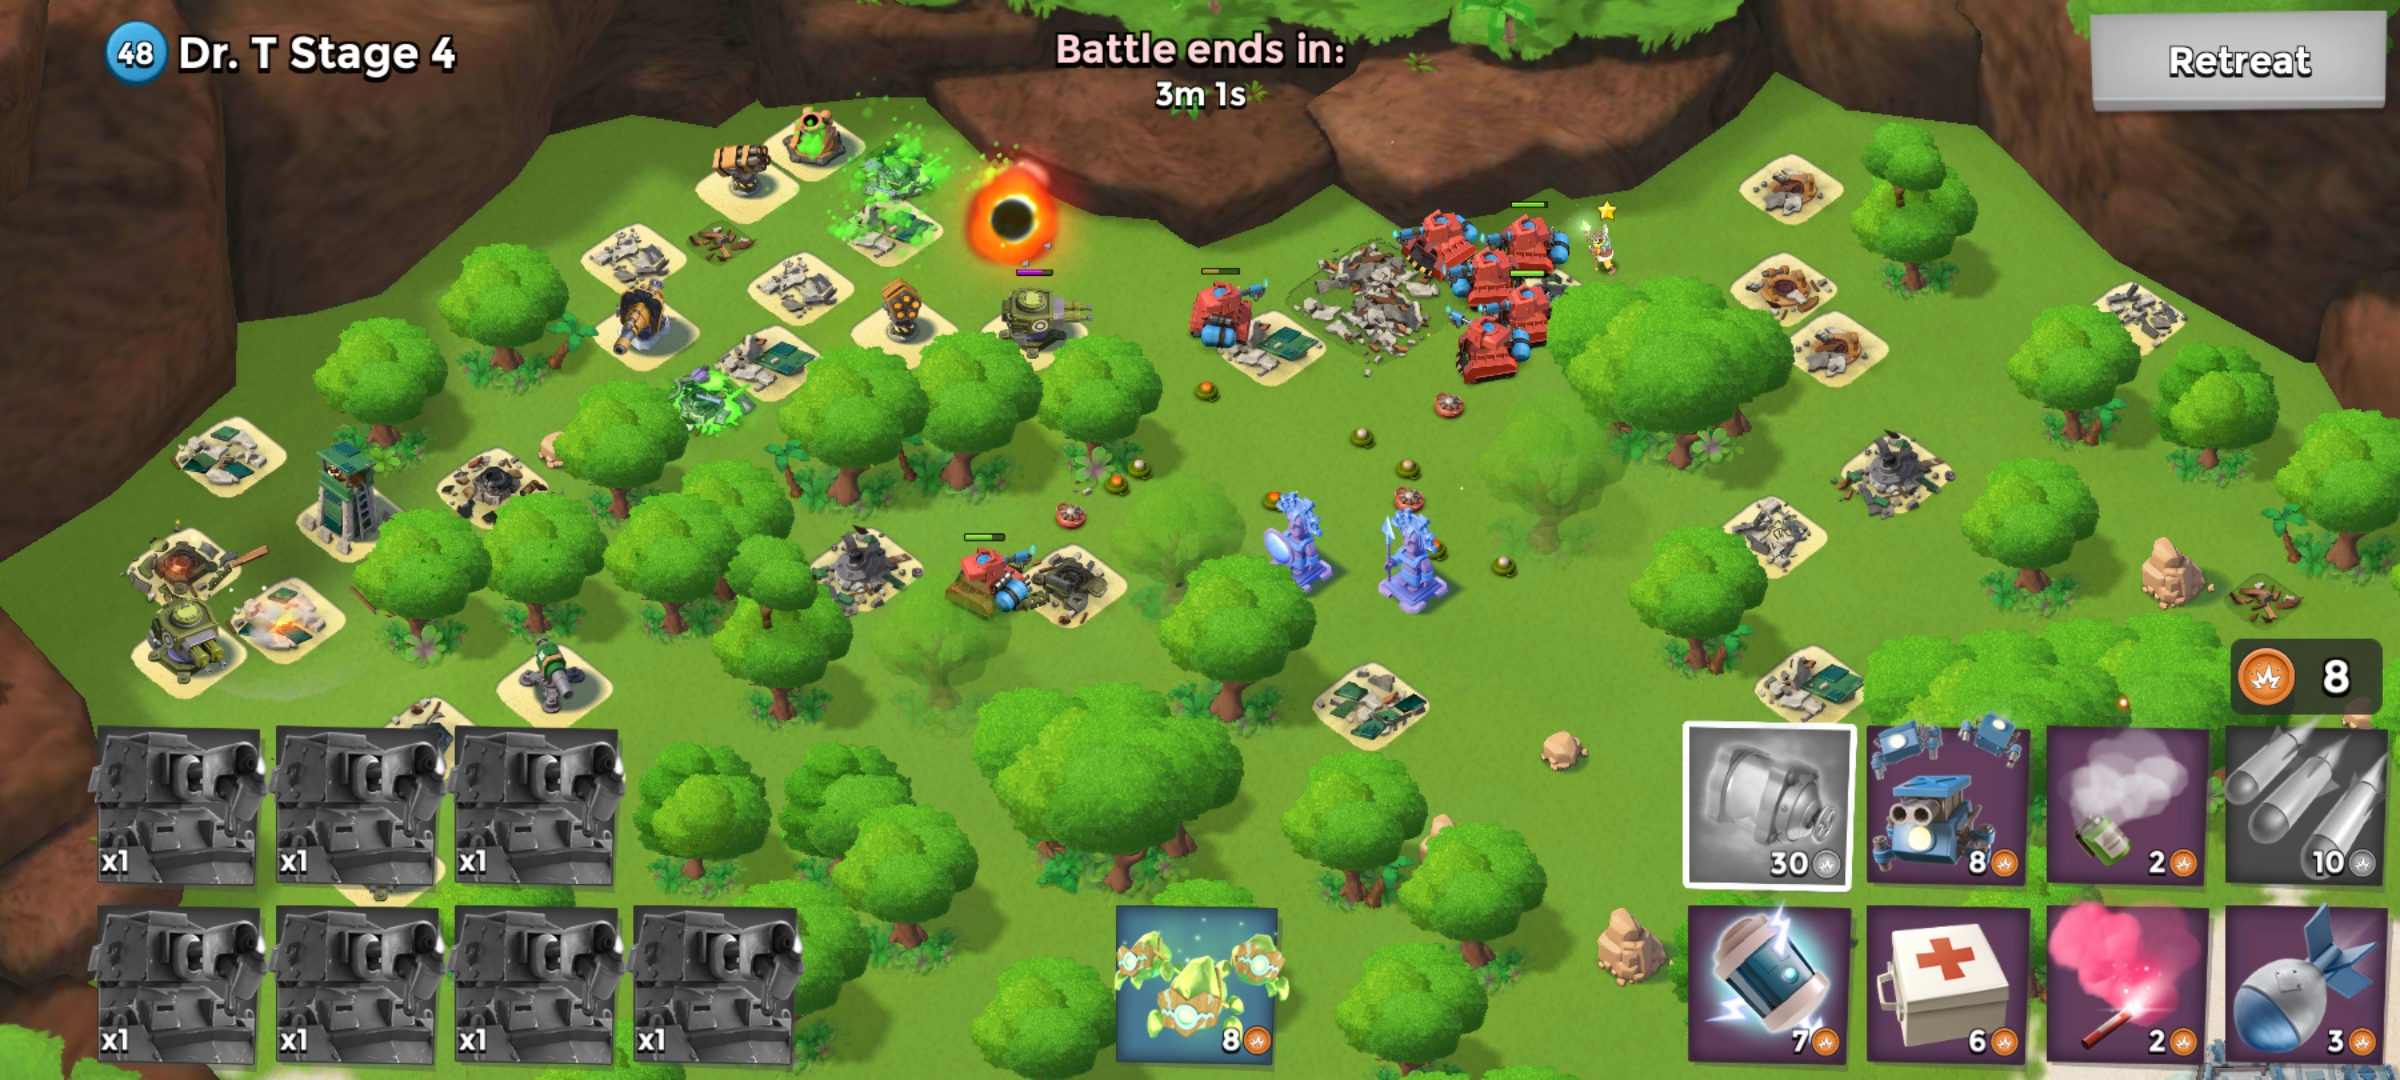 48 Dr. T Stage 4
Battle ends in:
3m 1s
Retreat
8
x1 x1 x1
30 8 2 10
x1 x1 x1 x1
8
7 6 2 3